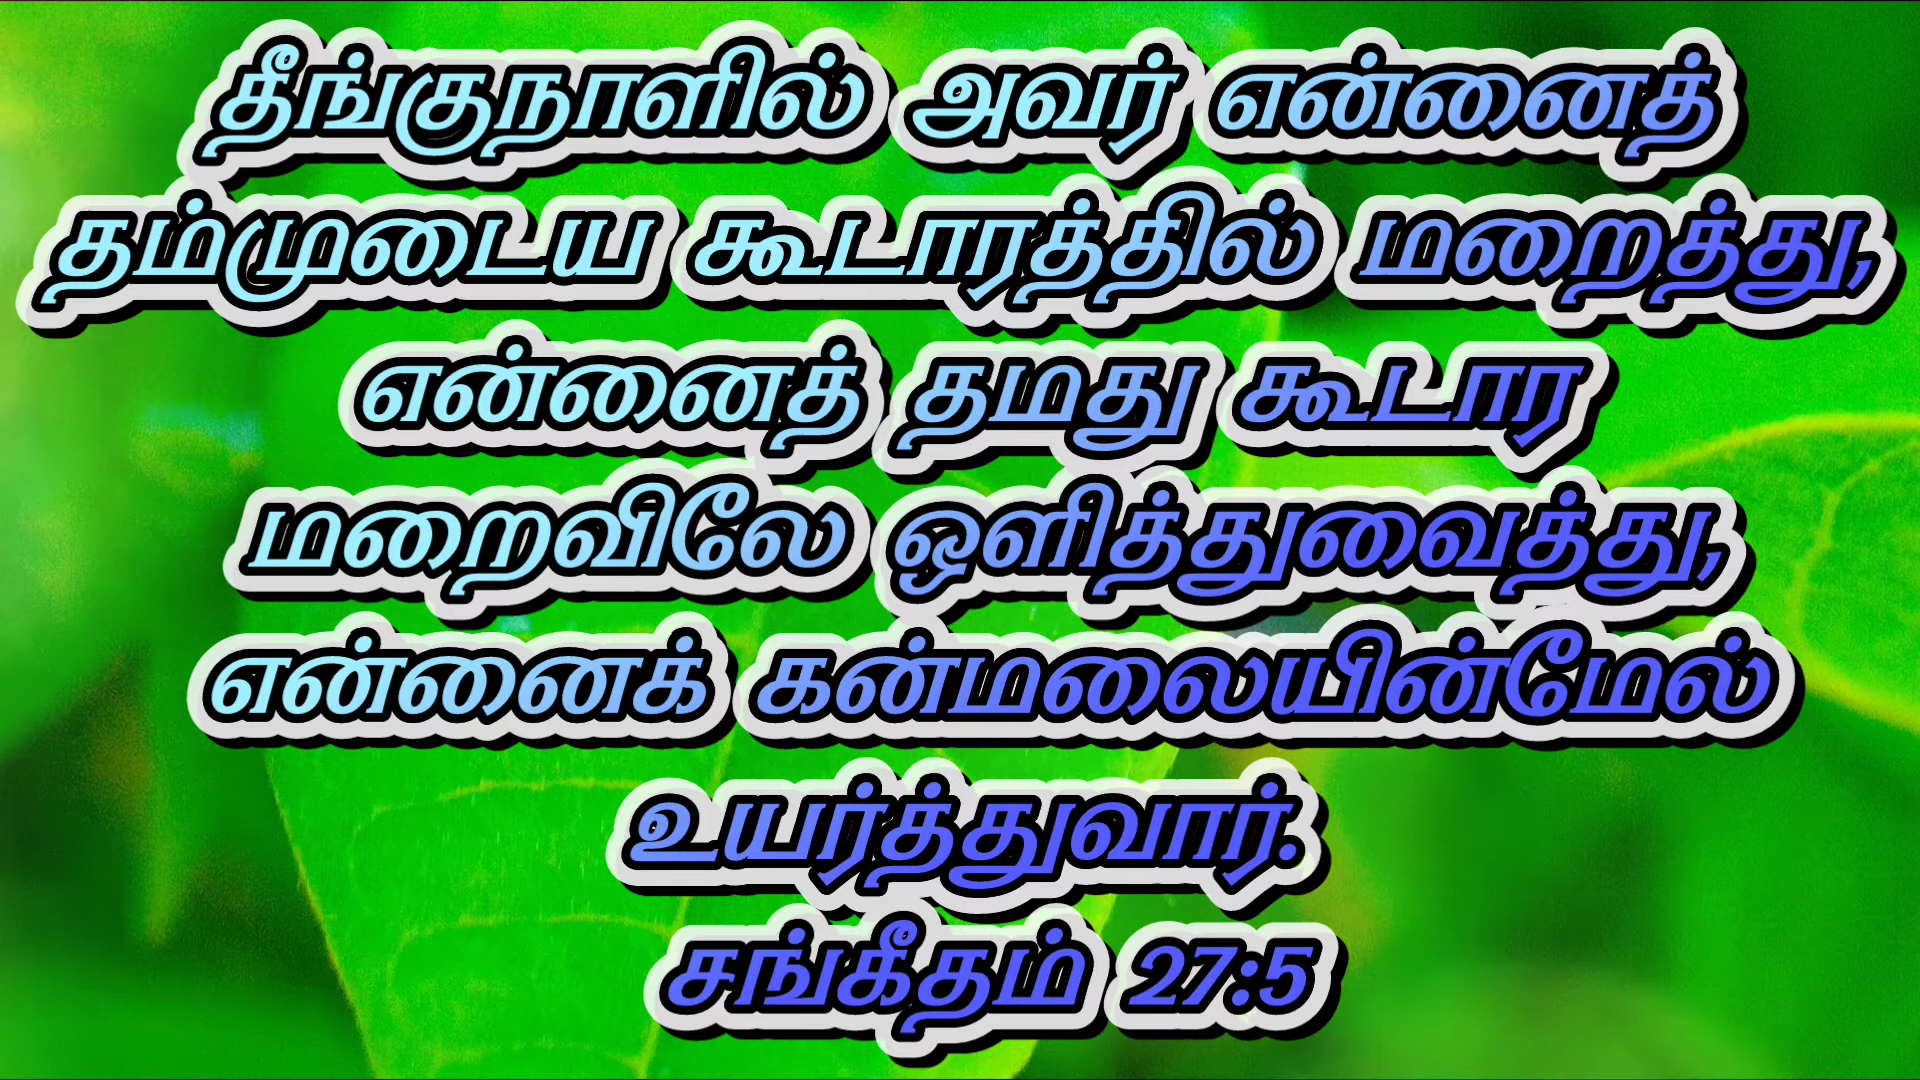 தீங்குநாளில் அவர் என்னைத்
தம்முடைய கூடாரத்தில் மறைத்து,
என்னைத் தமது கூடார
மறைவிலே ஒளித்துவைத்து,
என்னைக் கன்மலையின்மேல்
உயர்த்துவார்.
சங்கீதம் 27:5